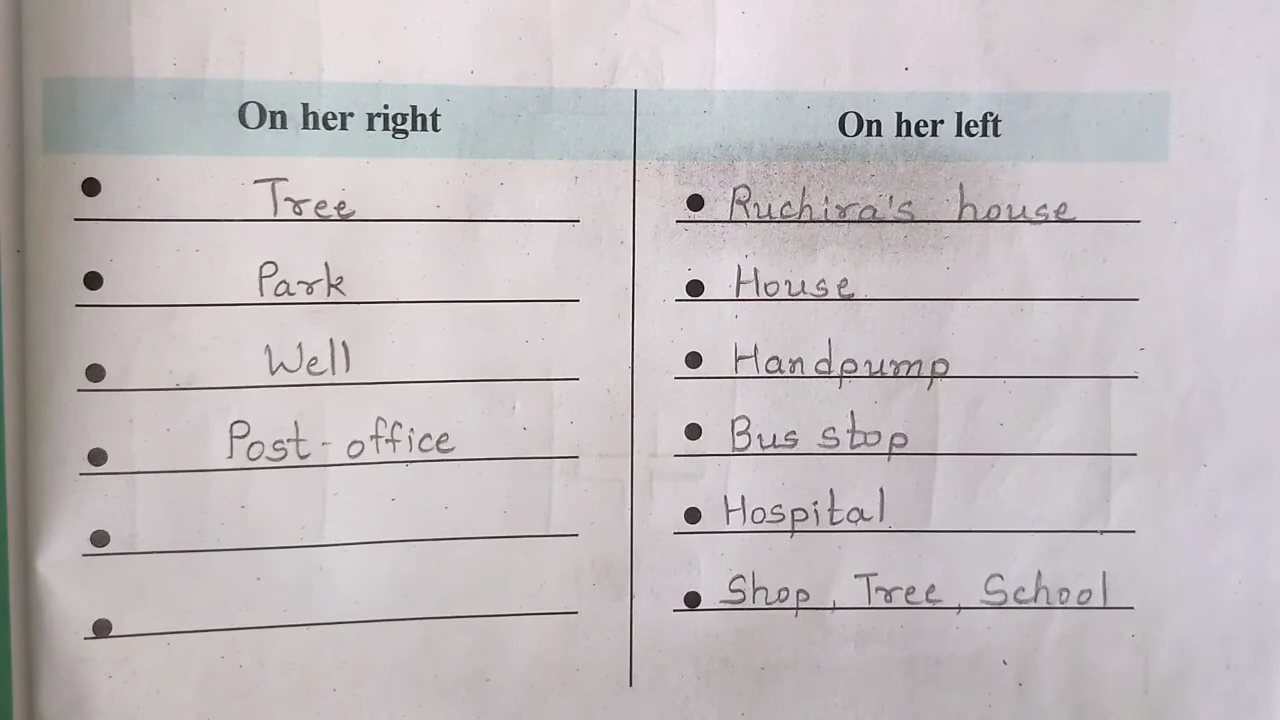 On her right
Tree
Park
Well
Post-office
On her left
Ruchira's house
House
Handpump
Bus stop
Hospital
Shop, Tree, School